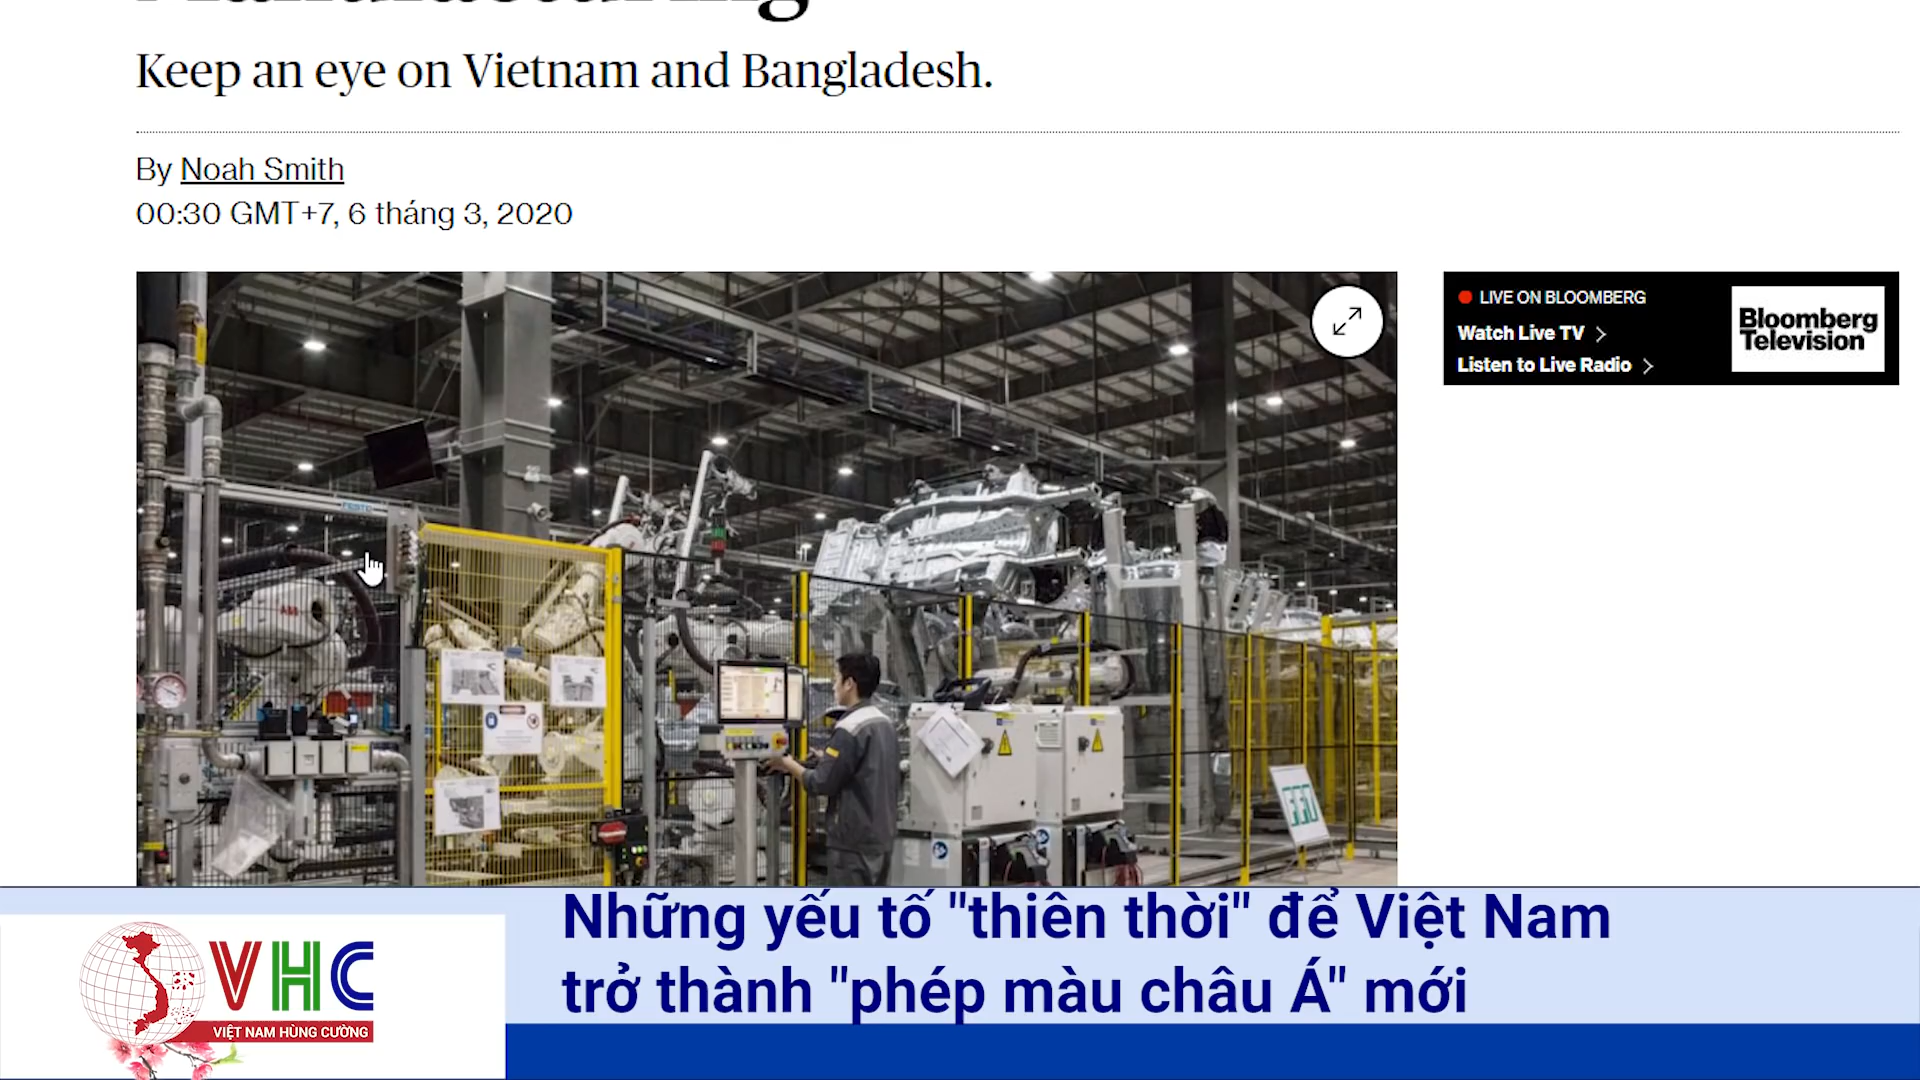 Keep an eye on Vietnam and Bangladesh.
By Noah Smith
00:30 GMT+7, 6 tháng 3, 2020
LIVE ON BLOOMBERG
Watch Live TV
Listen to Live Radio
Bloomberg
Television
FESTO
ABB
Những yếu tố "thiên thời" để Việt Nam
trở thành "phép màu châu Á" mới
VHC
VIỆT NAM HÙNG CƯỜNG